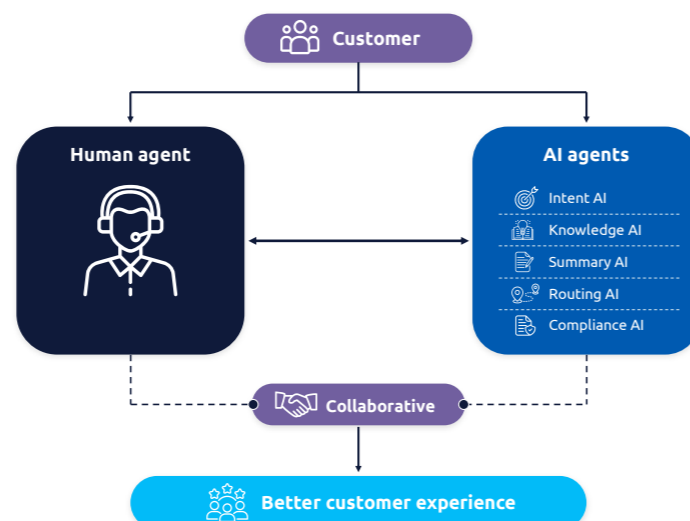 Customer
Human agent
AI agents
Intent AI
Knowledge AI
Summary AI
Routing AI
Compliance AI
Collaborative
Better customer experience